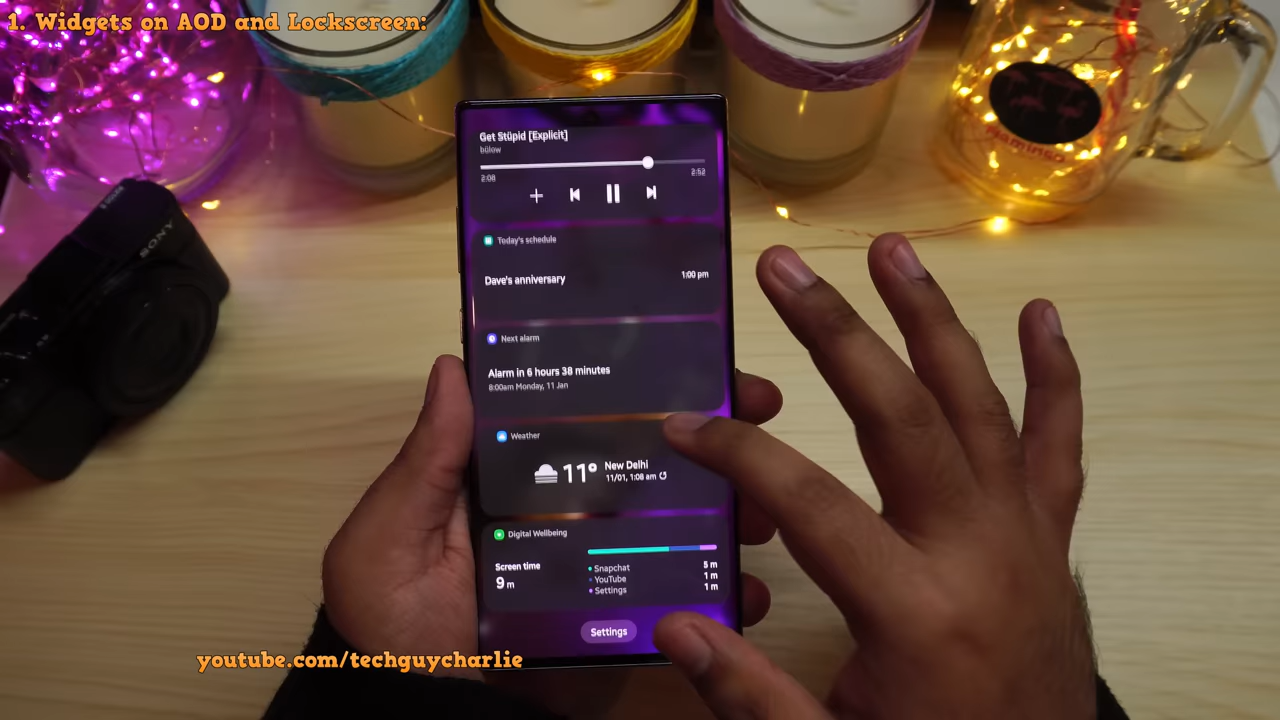 1. Widgets on AOD and Lockscreen:
SONY
flamingo
Get Stüpid [Explicit]
bülow
2:08
2:52
Today's schedule
Dave's anniversary
1:00 pm
Next alarm
Alarm in 6 hours 38 minutes
8:00am Monday, 11 Jan
Weather
11° New Delhi
11/01, 1:08 am
Digital Wellbeing
Screen time
9 m
Snapchat 5 m
YouTube 1 m
Settings 1 m
Settings
youtube.com/techguycharlie